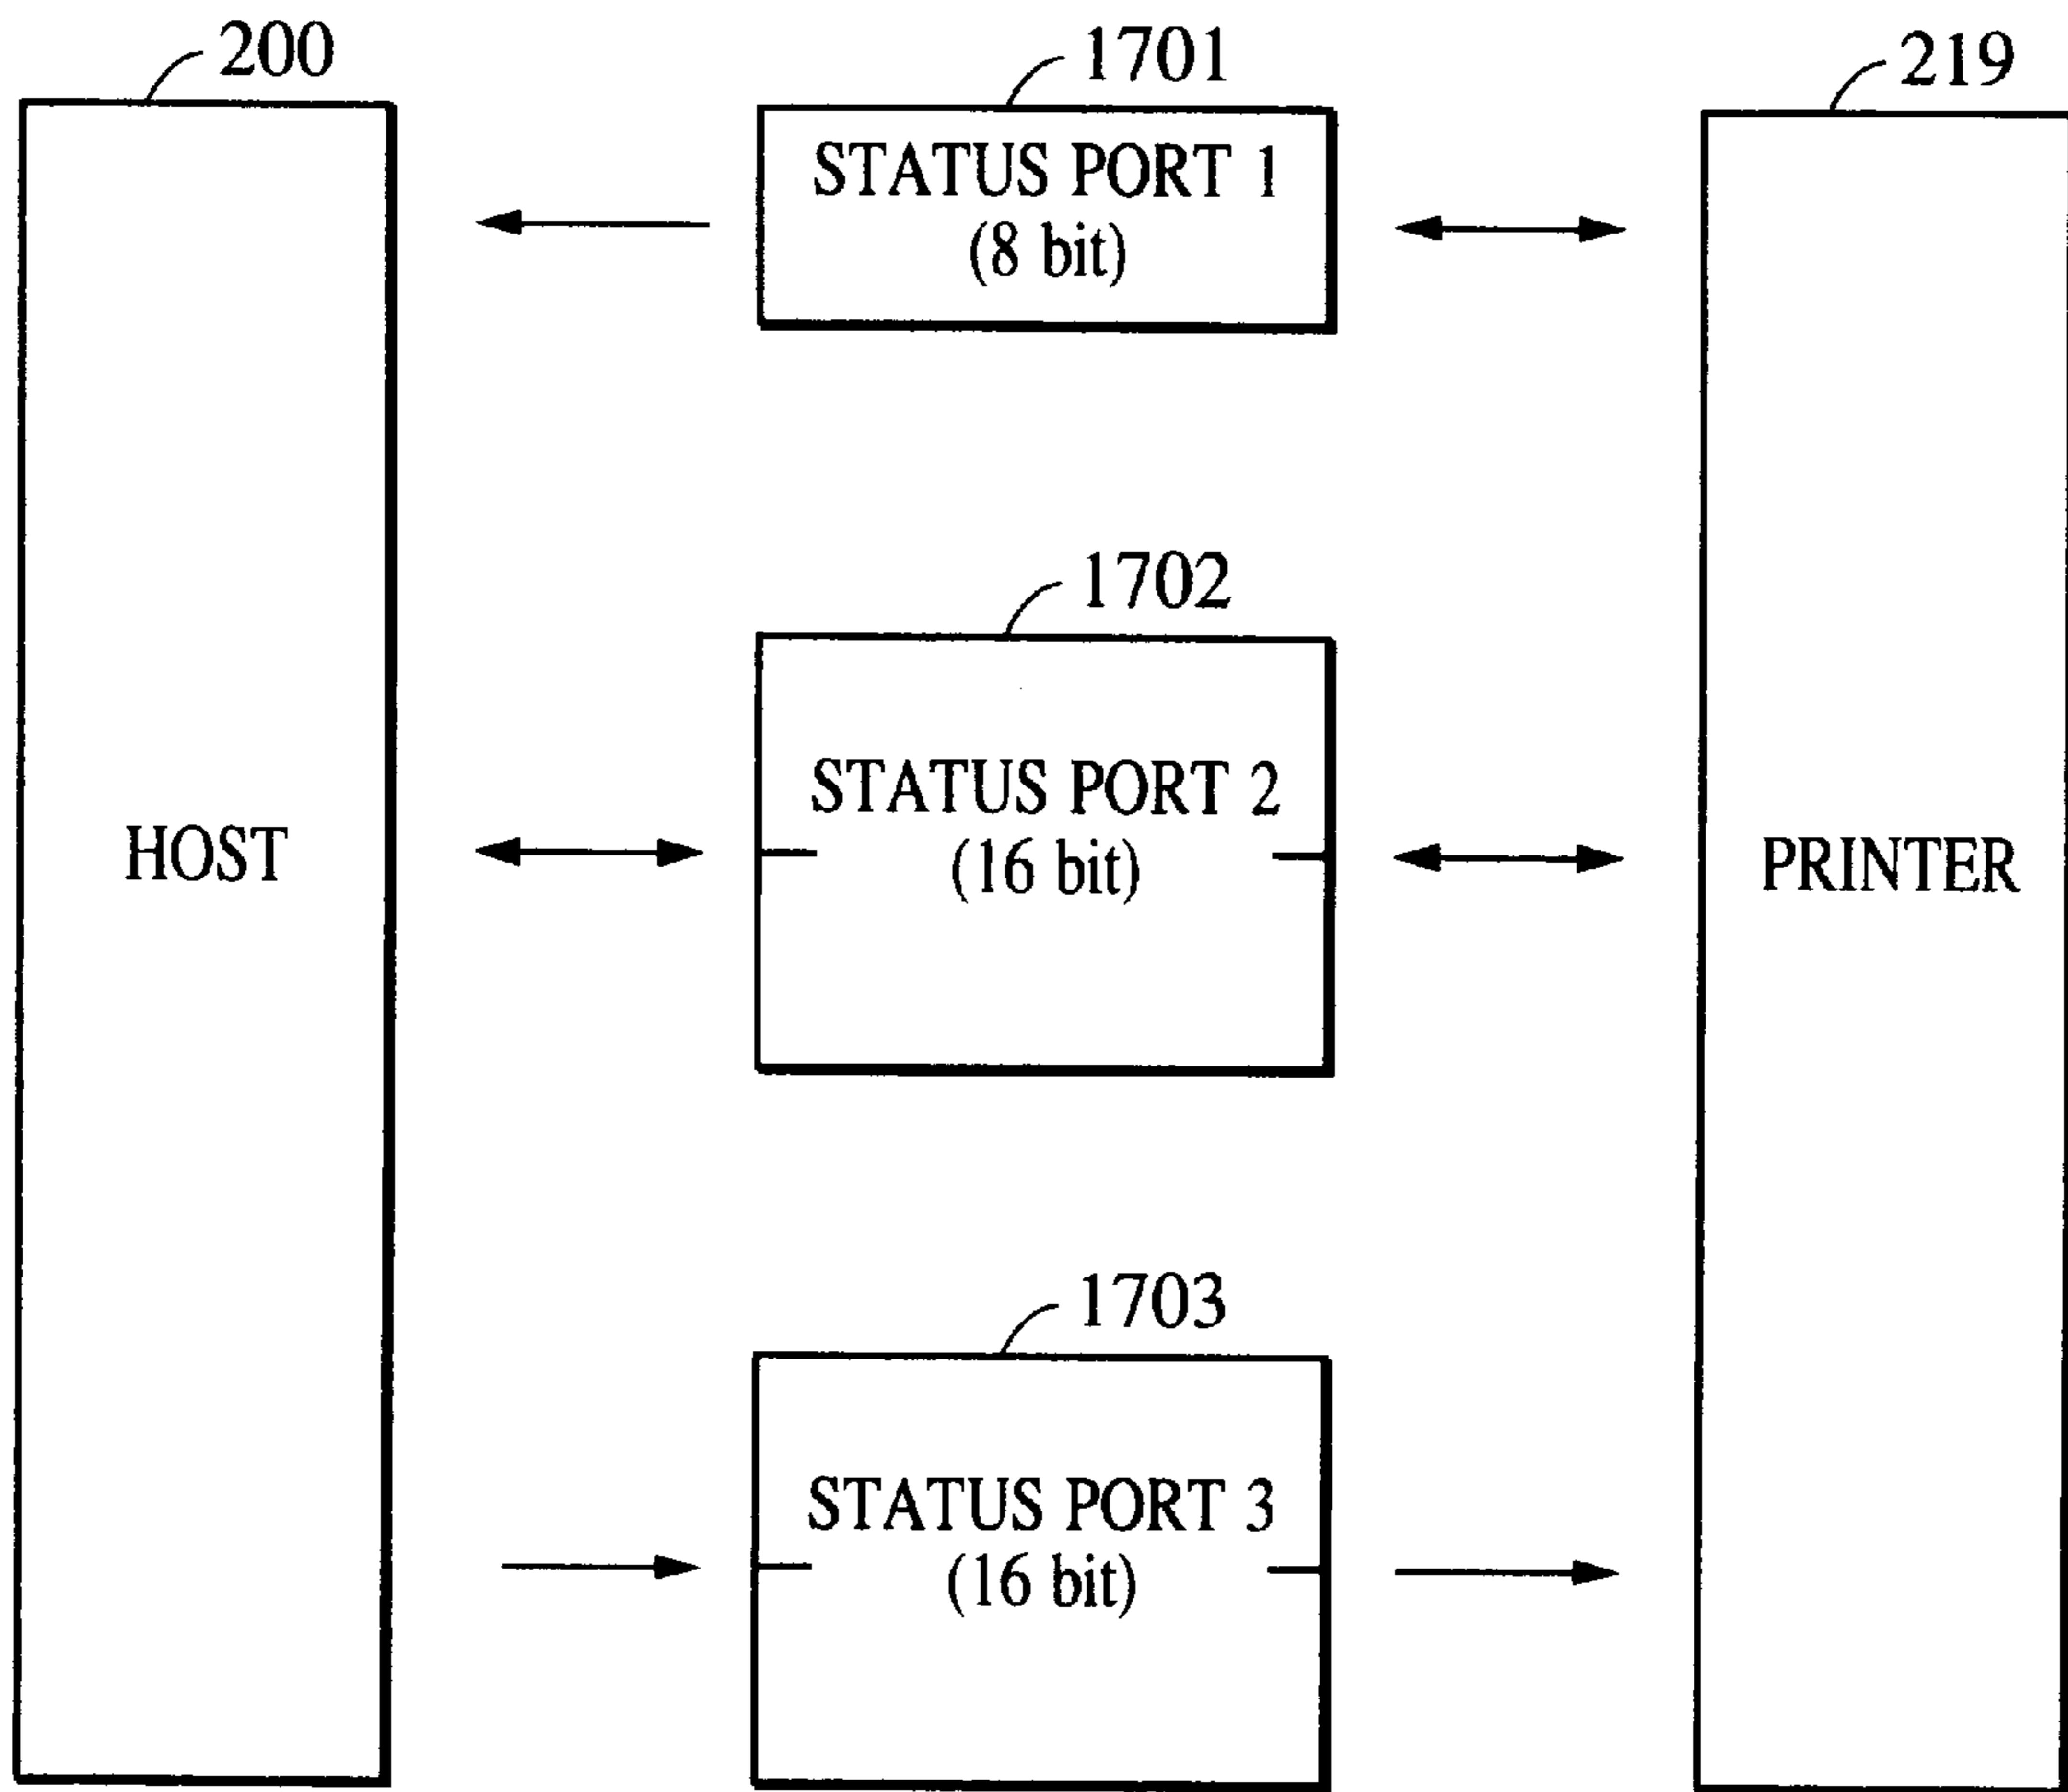 200
1701
219
STATUS PORT 1
(8 bit)
1702
STATUS PORT 2
(16 bit)
HOST
PRINTER
1703
STATUS PORT 3
(16 bit)